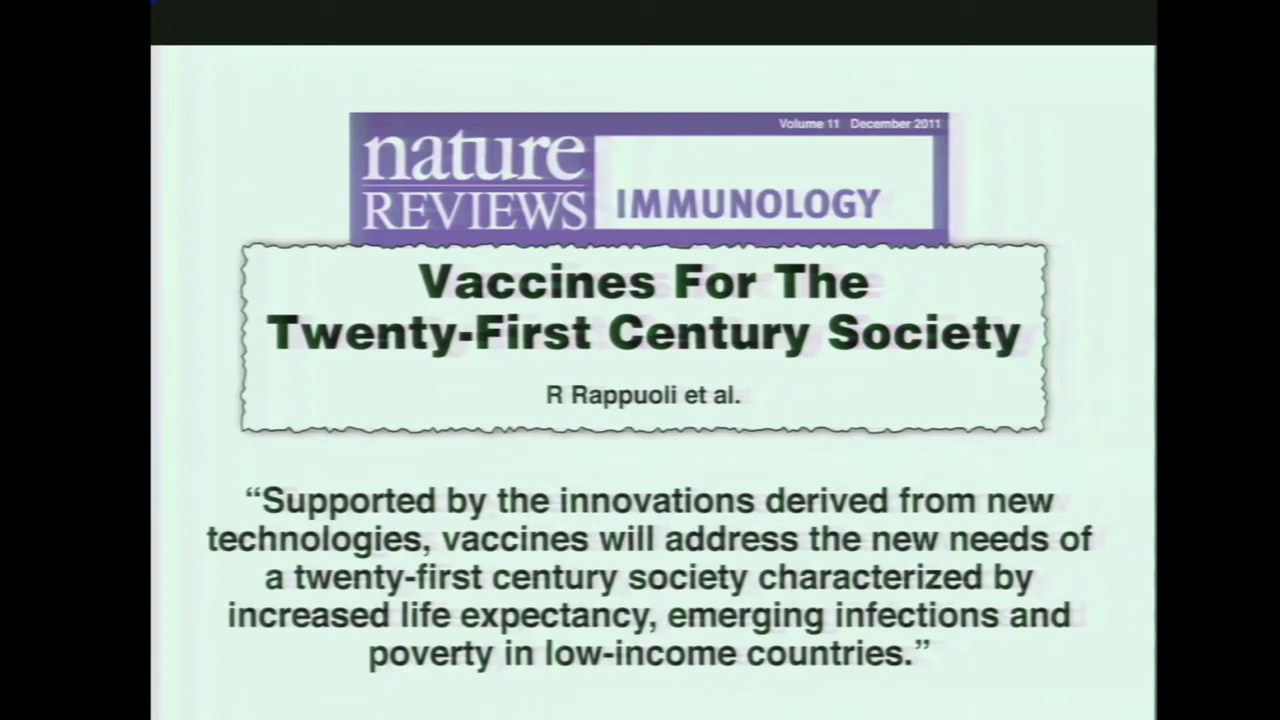 Volume 11 December 2011
nature
REVIEWS
IMMUNOLOGY
Vaccines For The
Twenty-First Century Society
R Rappuoli et al.
“Supported by the innovations derived from new
technologies, vaccines will address the new needs of
a twenty-first century society characterized by
increased life expectancy, emerging infections and
poverty in low-income countries.”